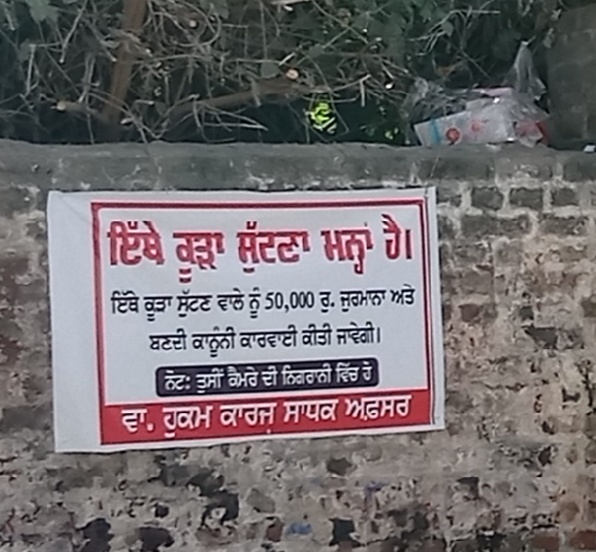 ਇੱਥੇ ਕੂੜਾ ਸੁੱਟਣਾ ਮਨ੍ਹਾਂ ਹੈ।
ਇੱਥੇ ਕੂੜਾ ਸੁੱਟਣ ਵਾਲੇ ਨੂੰ 50,000 ਰੁ. ਜੁਰਮਾਨਾ ਅਤੇ
ਬਣਦੀ ਕਾਨੂੰਨੀ ਕਾਰਵਾਈ ਕੀਤੀ ਜਾਵੇਗੀ।
ਨੋਟ: ਤੁਸੀਂ ਕੈਮਰੇ ਦੀ ਨਿਗਰਾਨੀ ਵਿੱਚ ਹੋ
ਵਾ. ਹੁਕਮ ਕਾਰਜ ਸਾਧਕ ਅਫ਼ਸਰ